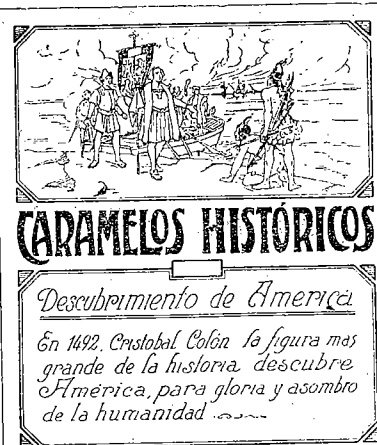 CARAMELOS HISTÓRICOS
Descubrimiento de America
En 1492, Cristobal Colón la figura mas
grande de la historia descubre
América, para gloria y asombro
de la humanidad